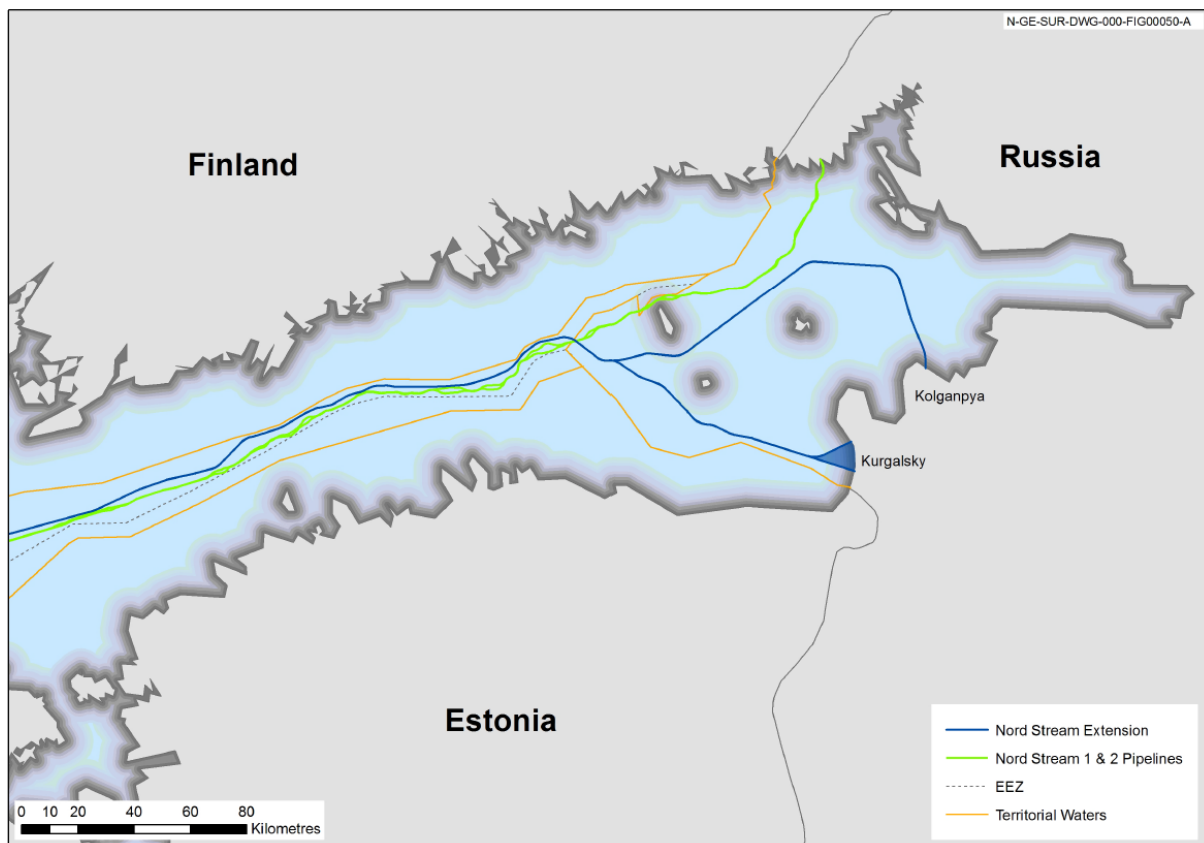 N-GE-SUR-DWG-000-FIG00050-A
Finland
Russia
Kolganpya
Kurgalsky
Estonia
Nord Stream Extension
Nord Stream 1 & 2 Pipelines
EEZ
Territorial Waters
0 10 20 40 60 80
Kilometres